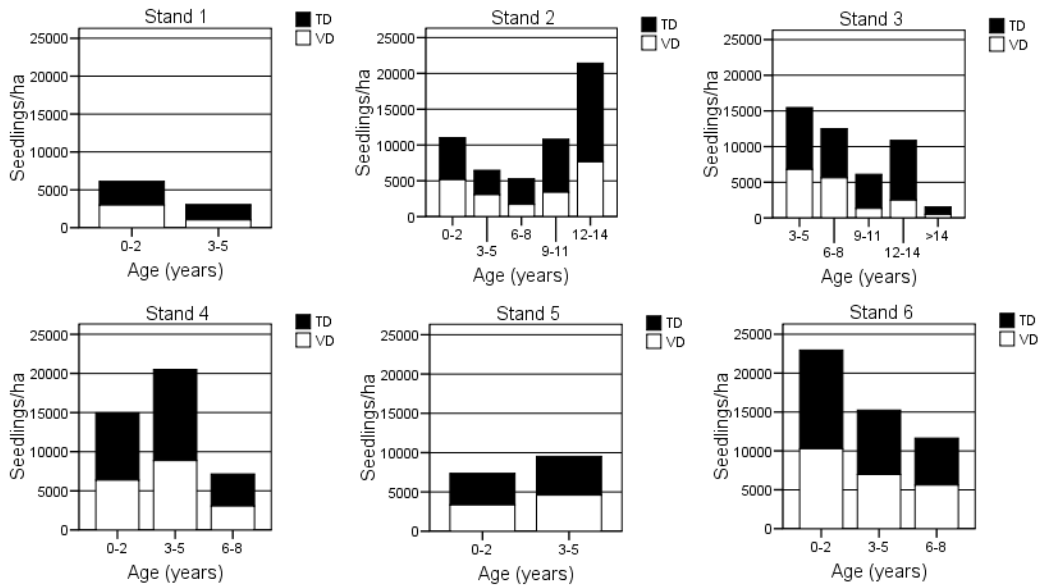 Stand 1
TD
VD
Seedlings/ha
25000
20000
15000
10000
5000
0
0-2
3-5
Age (years)
Stand 2
TD
VD
Seedlings/ha
25000
20000
15000
10000
5000
0
0-2
3-5
6-8
9-11
12-14
Age (years)
Stand 3
TD
VD
Seedlings/ha
25000
20000
15000
10000
5000
0
3-5
6-8
9-11
12-14
>14
Age (years)
Stand 4
TD
VD
Seedlings/ha
25000
20000
15000
10000
5000
0
0-2
3-5
6-8
Age (years)
Stand 5
TD
VD
Seedlings/ha
25000
20000
15000
10000
5000
0
0-2
3-5
Age (years)
Stand 6
TD
VD
Seedlings/ha
25000
20000
15000
10000
5000
0
0-2
3-5
6-8
Age (years)